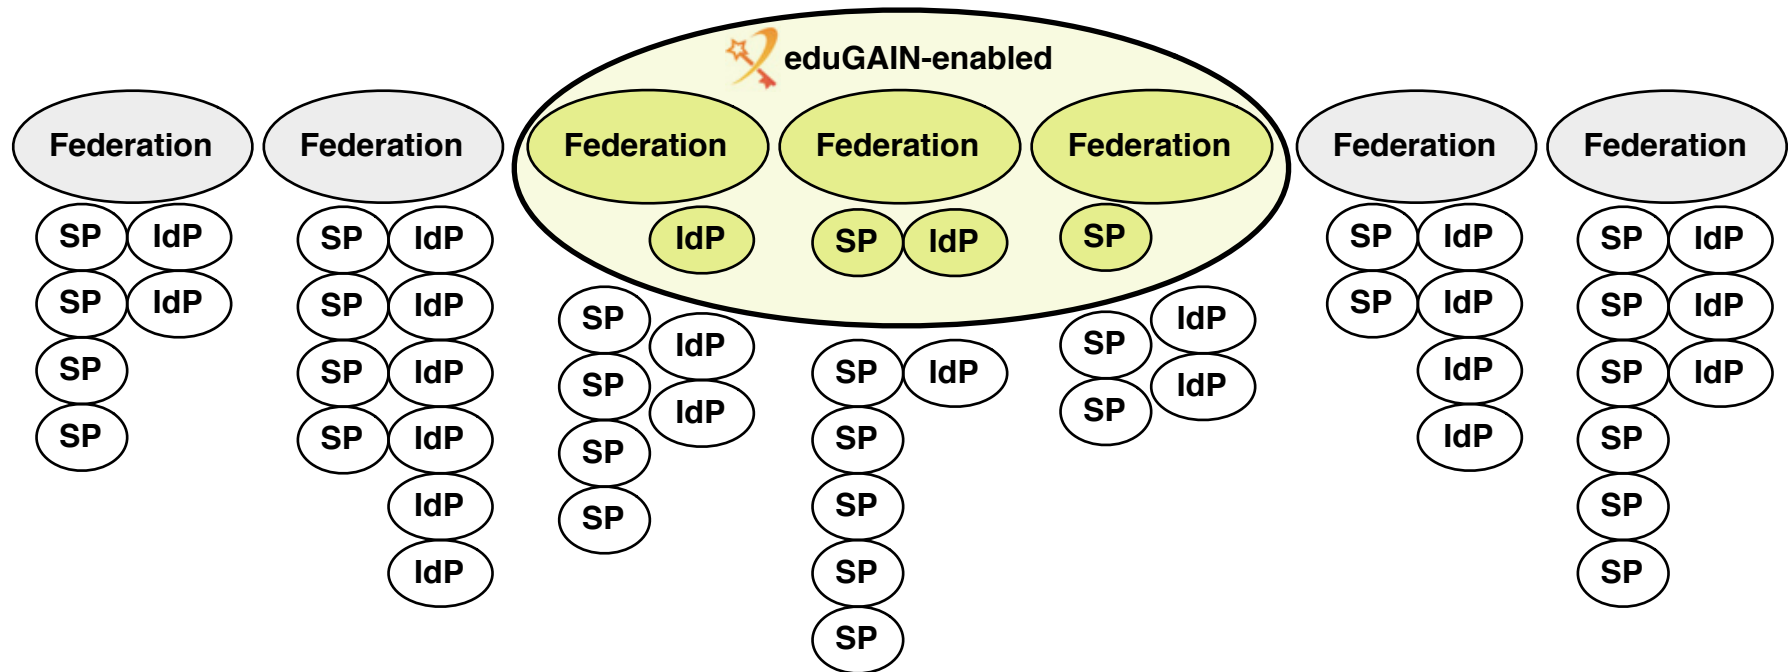 eduGAIN-enabled
Federation Federation Federation Federation Federation Federation Federation
SP IdP SP IdP IdP SP IdP SP SP IdP SP IdP
SP IdP SP IdP SP IdP SP IdP SP IdP SP IdP
SP SP IdP SP IdP SP IdP SP IdP IdP SP IdP
SP SP IdP SP SP SP IdP SP
IdP SP SP SP
IdP SP SP
SP